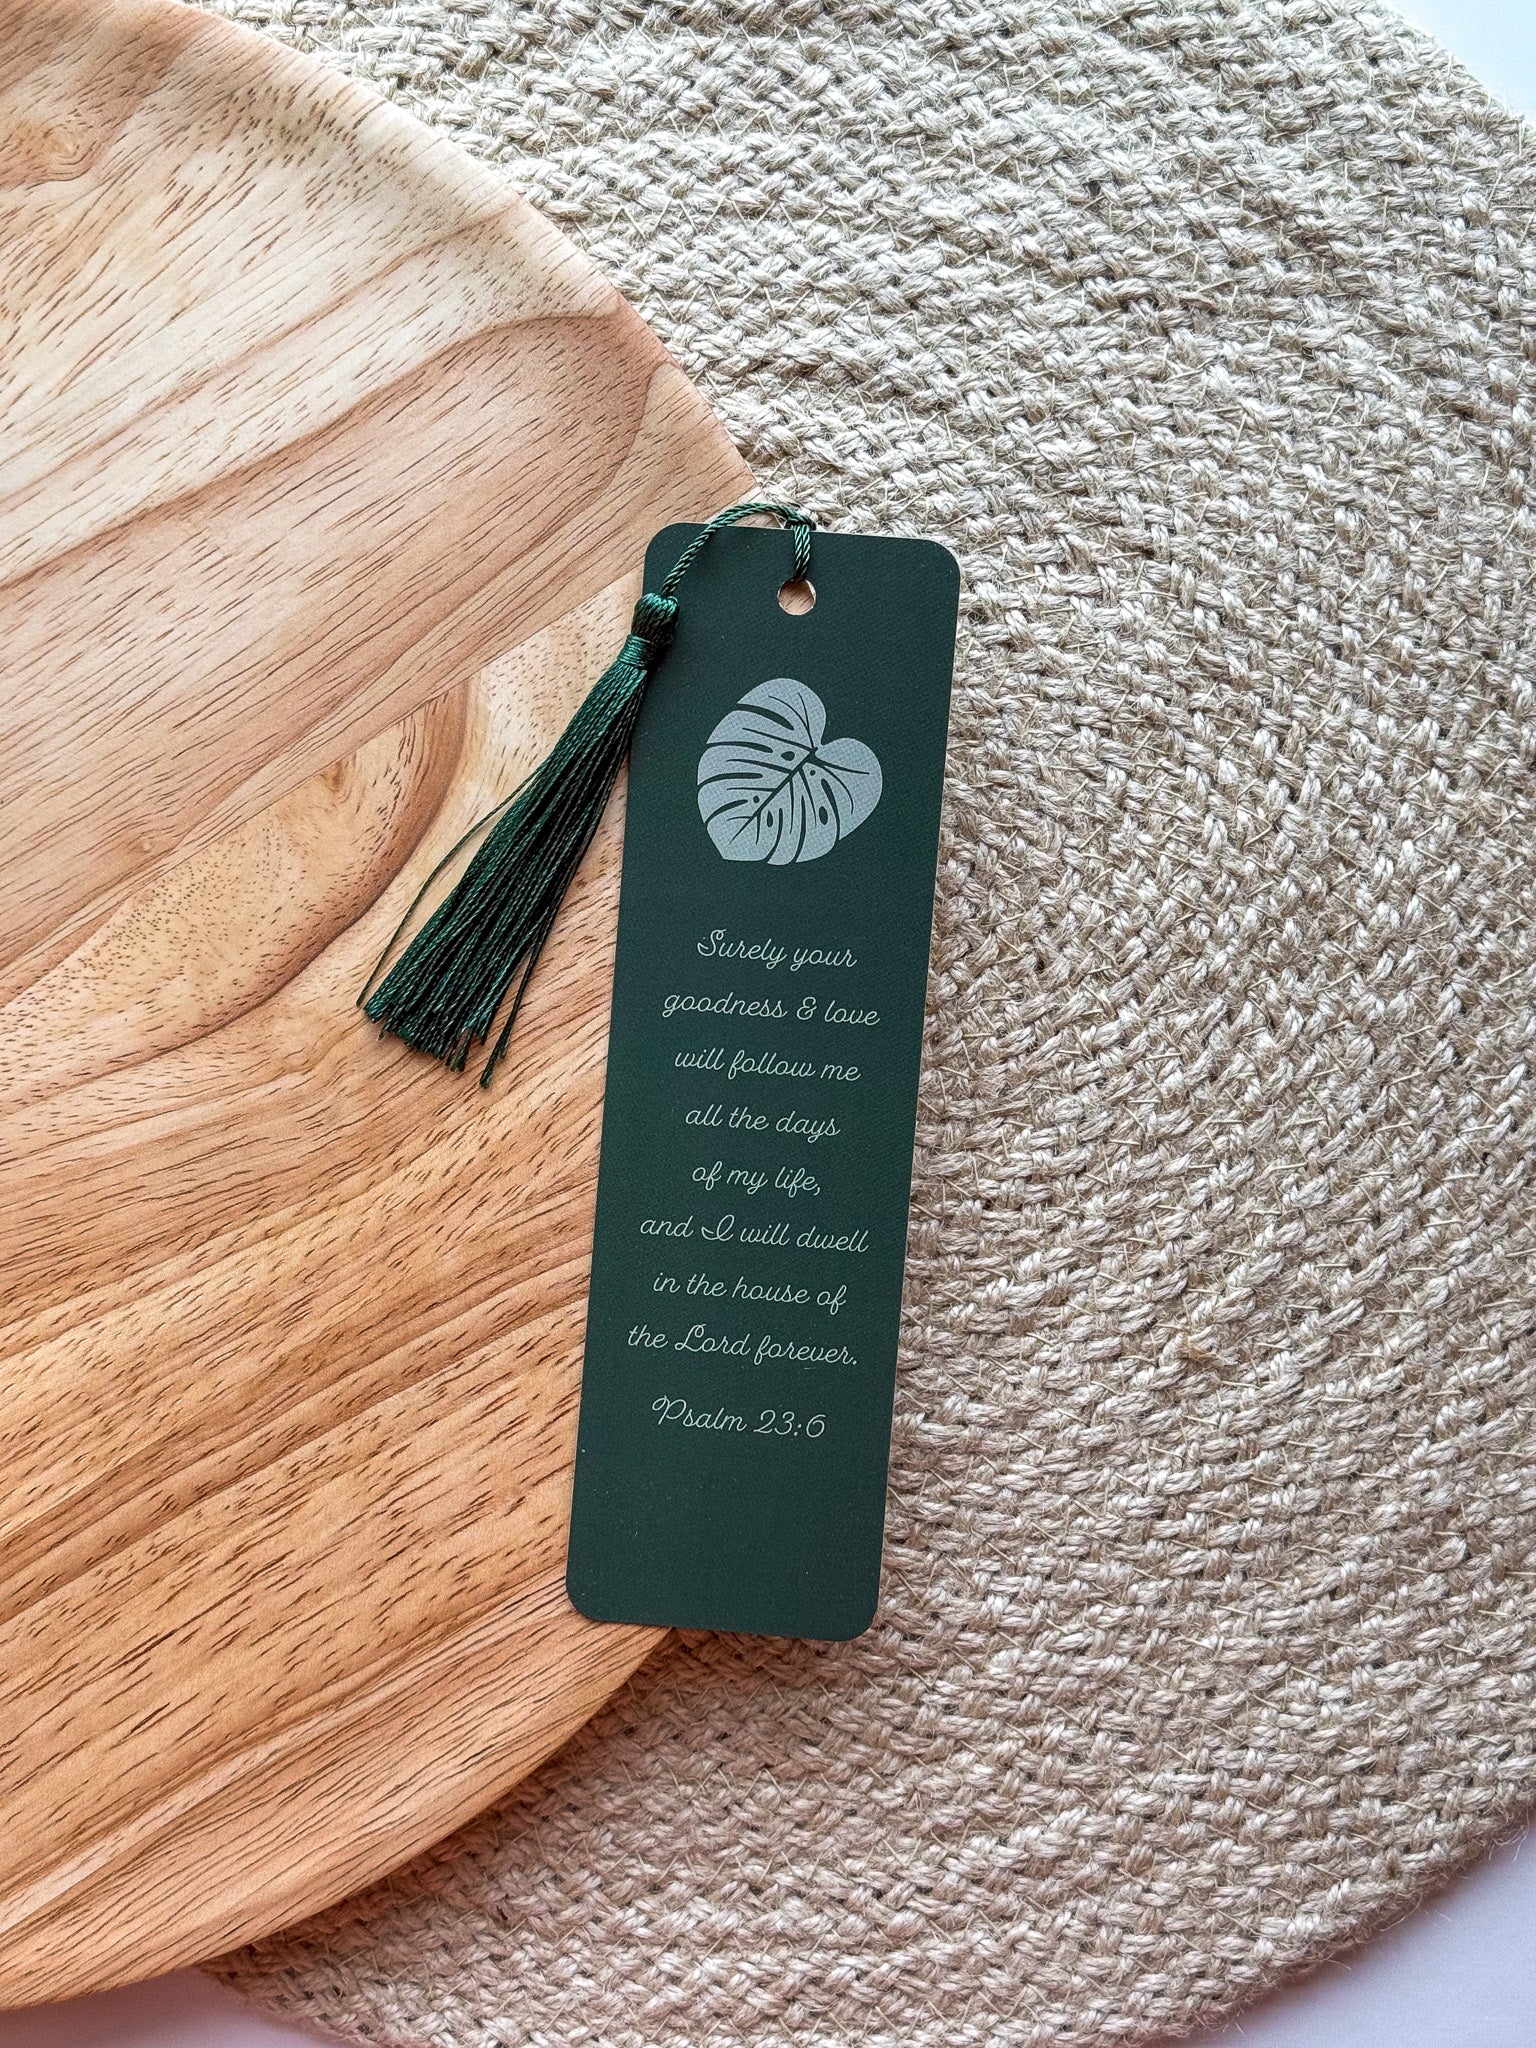 Surely your
goodness & love
will follow me
all the days
of my life,
and I will dwell
in the house of
the Lord forever.
Psalm 23:6